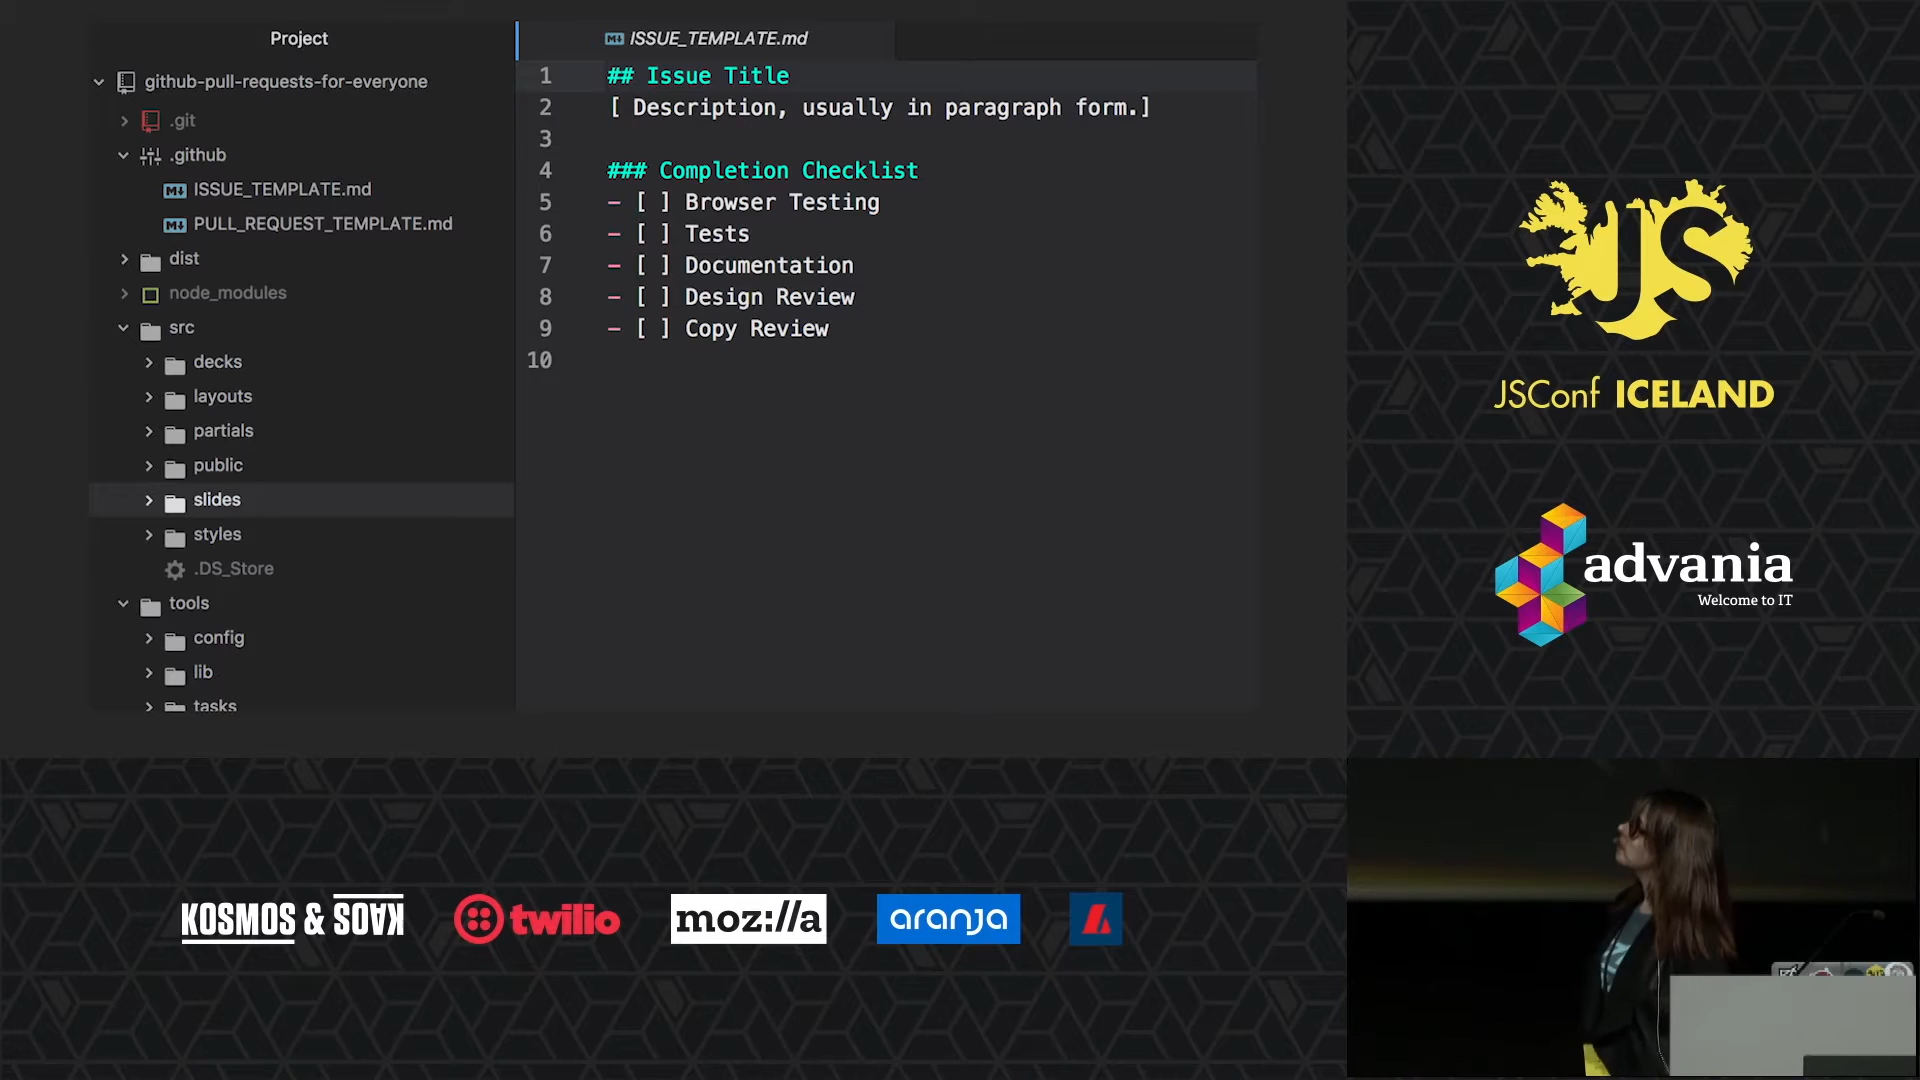 Project
github-pull-requests-for-everyone
.git
.github
ISSUE_TEMPLATE.md
PULL_REQUEST_TEMPLATE.md
dist
node_modules
src
decks
layouts
partials
public
slides
styles
.DS_Store
tools
config
lib
tasks
ISSUE_TEMPLATE.md
1 ## Issue Title
2 [ Description, usually in paragraph form.]
3
4 ### Completion Checklist
5 - [ ] Browser Testing
6 - [ ] Tests
7 - [ ] Documentation
8 - [ ] Design Review
9 - [ ] Copy Review
10
JS
JSConf ICELAND
advania
Welcome to IT
KOSMOS & KAOS
twilio
moz://a
aranja